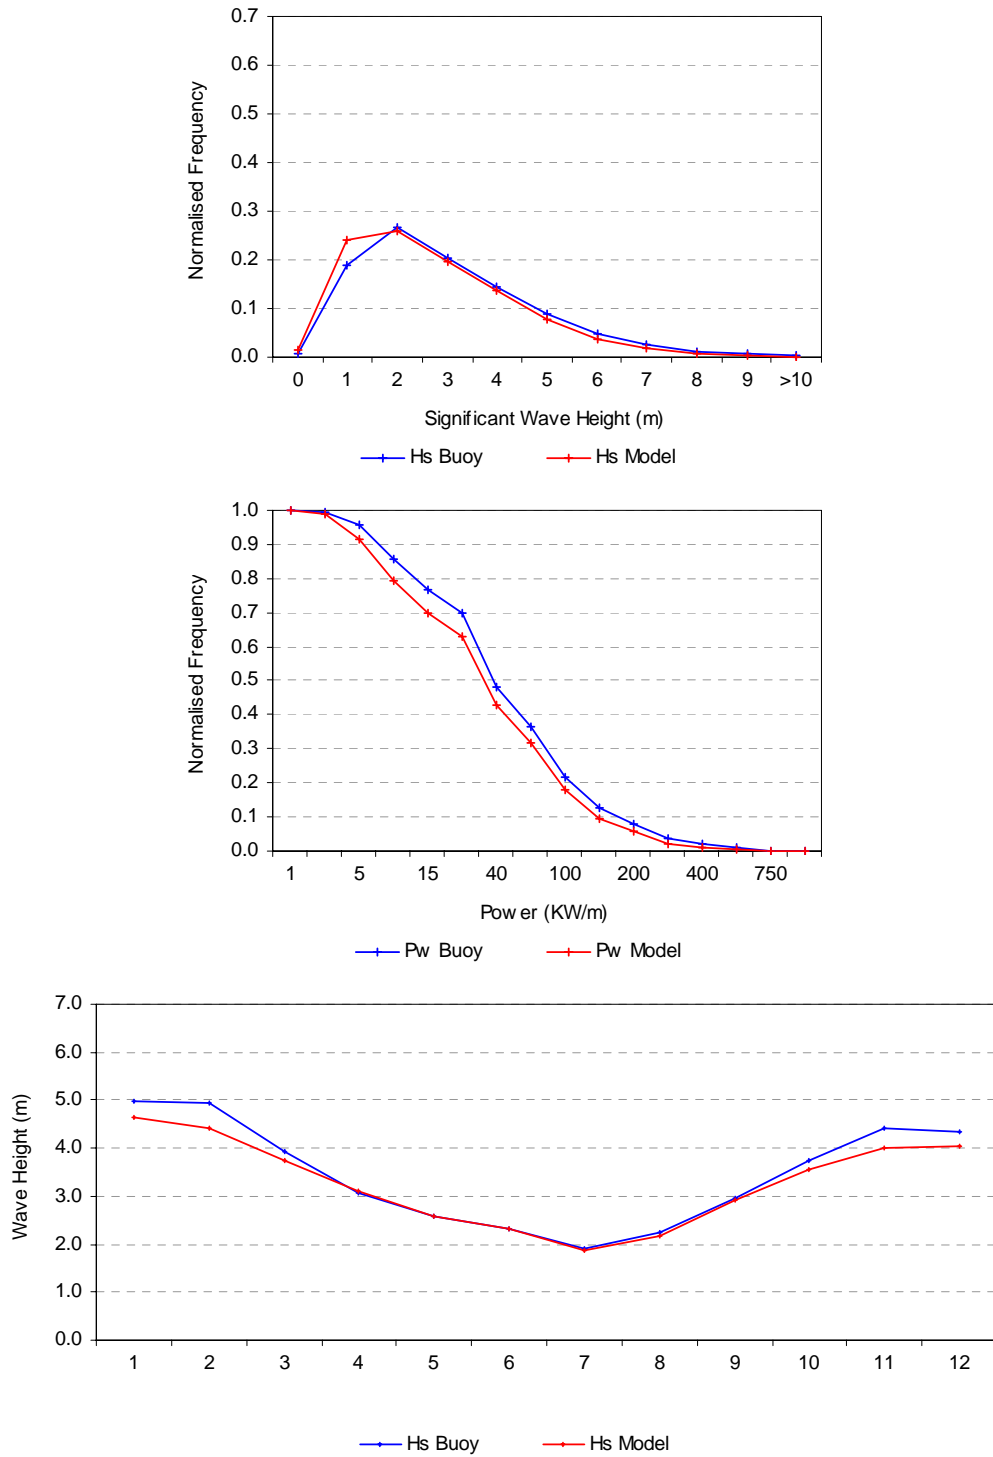 0.7
0.6
0.5
0.4
0.3
0.2
0.1
0.0
Normalised Frequency
0 1 2 3 4 5 6 7 8 9 >10
Significant Wave Height (m)
Hs Buoy Hs Model
1.0
0.9
0.8
0.7
0.6
0.5
0.4
0.3
0.2
0.1
0.0
Normalised Frequency
1 5 15 40 100 200 400 750
Power (KW/m)
Pw Buoy Pw Model
7.0
6.0
5.0
4.0
3.0
2.0
1.0
0.0
Wave Height (m)
1 2 3 4 5 6 7 8 9 10 11 12
Hs Buoy Hs Model